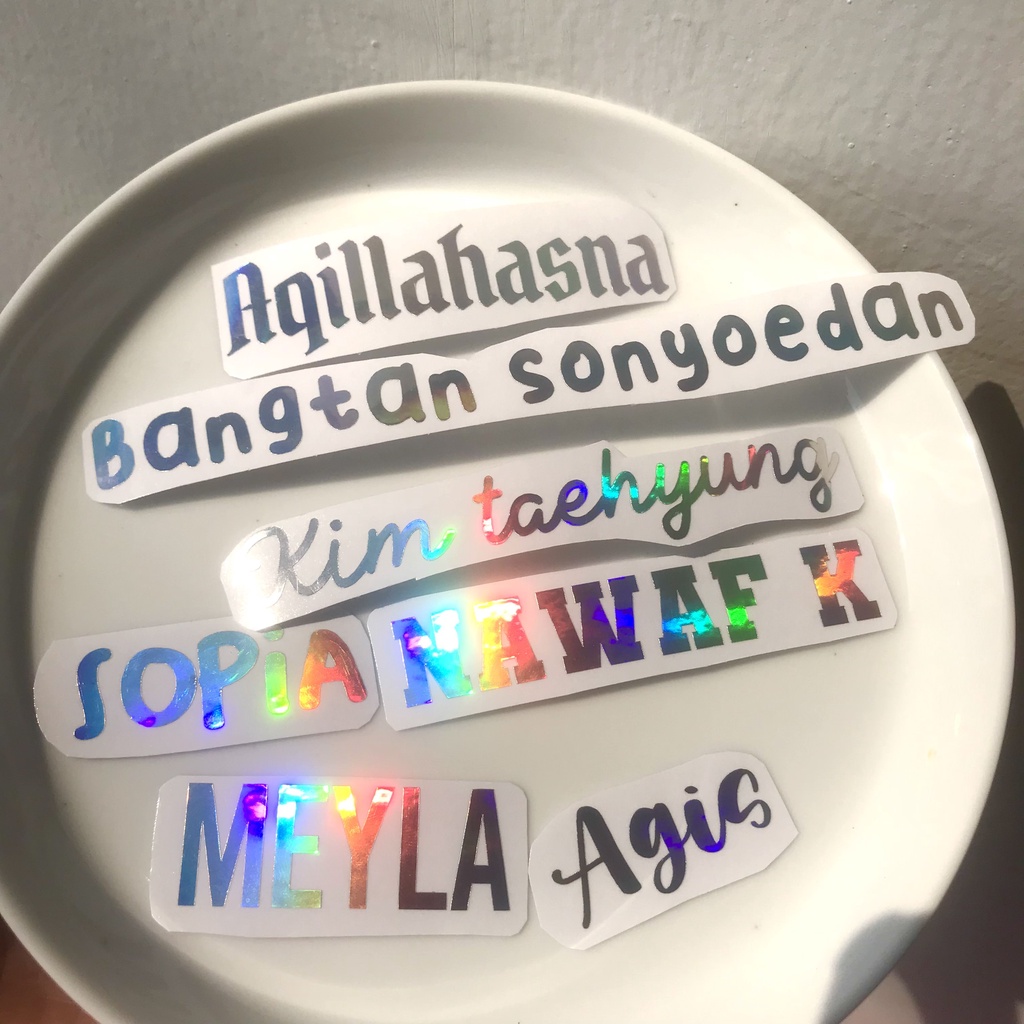 Aqillahasna
Bangtan sonyoedan
Kim taehyung
SOPiA
NAWAF K
MEYLA
Agis